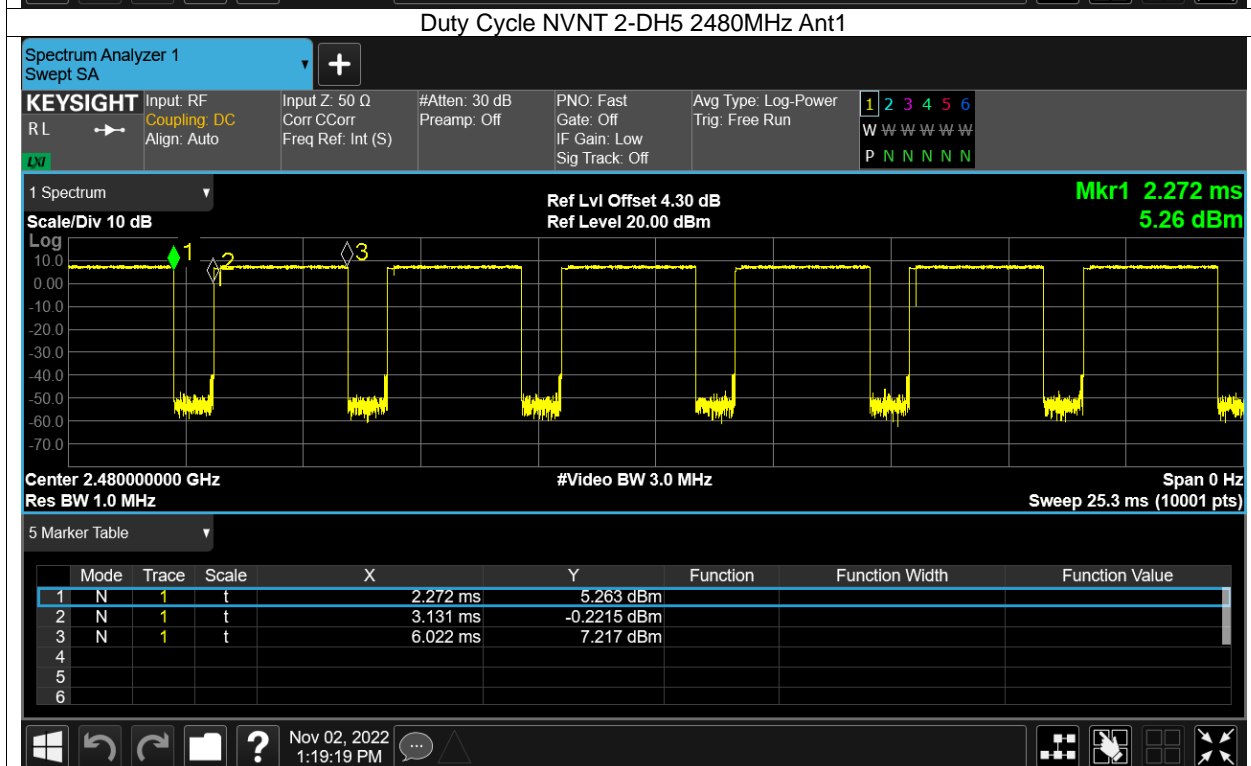 Duty Cycle NVNT 2-DH5 2480MHz Ant1
Spectrum Analyzer 1
Swept SA
KEYSIGHT
RL
LXI
Input: RF
Coupling: DC
Align: Auto
Input Z: 50 Ω
Corr CCorr
Freq Ref: Int (S)
#Atten: 30 dB
Preamp: Off
PNO: Fast
Gate: Off
IF Gain: Low
Sig Track: Off
Avg Type: Log-Power
Trig: Free Run
1 2 3 4 5 6
W W W W W W
P N N N N N
1 Spectrum
Scale/Div 10 dB
Ref Lvl Offset 4.30 dB
Ref Level 20.00 dBm
Mkr1 2.272 ms
5.26 dBm
Log
1
2
3
10.0
0.00
-10.0
-20.0
-30.0
-40.0
-50.0
-60.0
-70.0
Center 2.480000000 GHz
#Video BW 3.0 MHz
Span 0 Hz
Res BW 1.0 MHz
Sweep 25.3 ms (10001 pts)
5 Marker Table
Mode Trace Scale X Y Function Function Width Function Value
1 N 1 t 2.272 ms 5.263 dBm
2 N 1 t 3.131 ms -0.2215 dBm
3 N 1 t 6.022 ms 7.217 dBm
4
5
6
?
Nov 02, 2022
1:19:19 PM